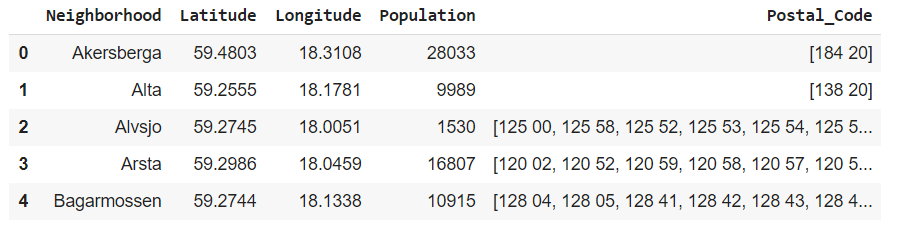 Neighborhood Latitude Longitude Population Postal_Code
0 Akersberga 59.4803 18.3108 28033 [184 20]
1 Alta 59.2555 18.1781 9989 [138 20]
2 Alvsjo 59.2745 18.0051 1530 [125 00, 125 58, 125 52, 125 53, 125 54, 125 5...
3 Arsta 59.2986 18.0459 16807 [120 02, 120 52, 120 59, 120 58, 120 57, 120 5...
4 Bagarmossen 59.2744 18.1338 10915 [128 04, 128 05, 128 41, 128 42, 128 43, 128 4...